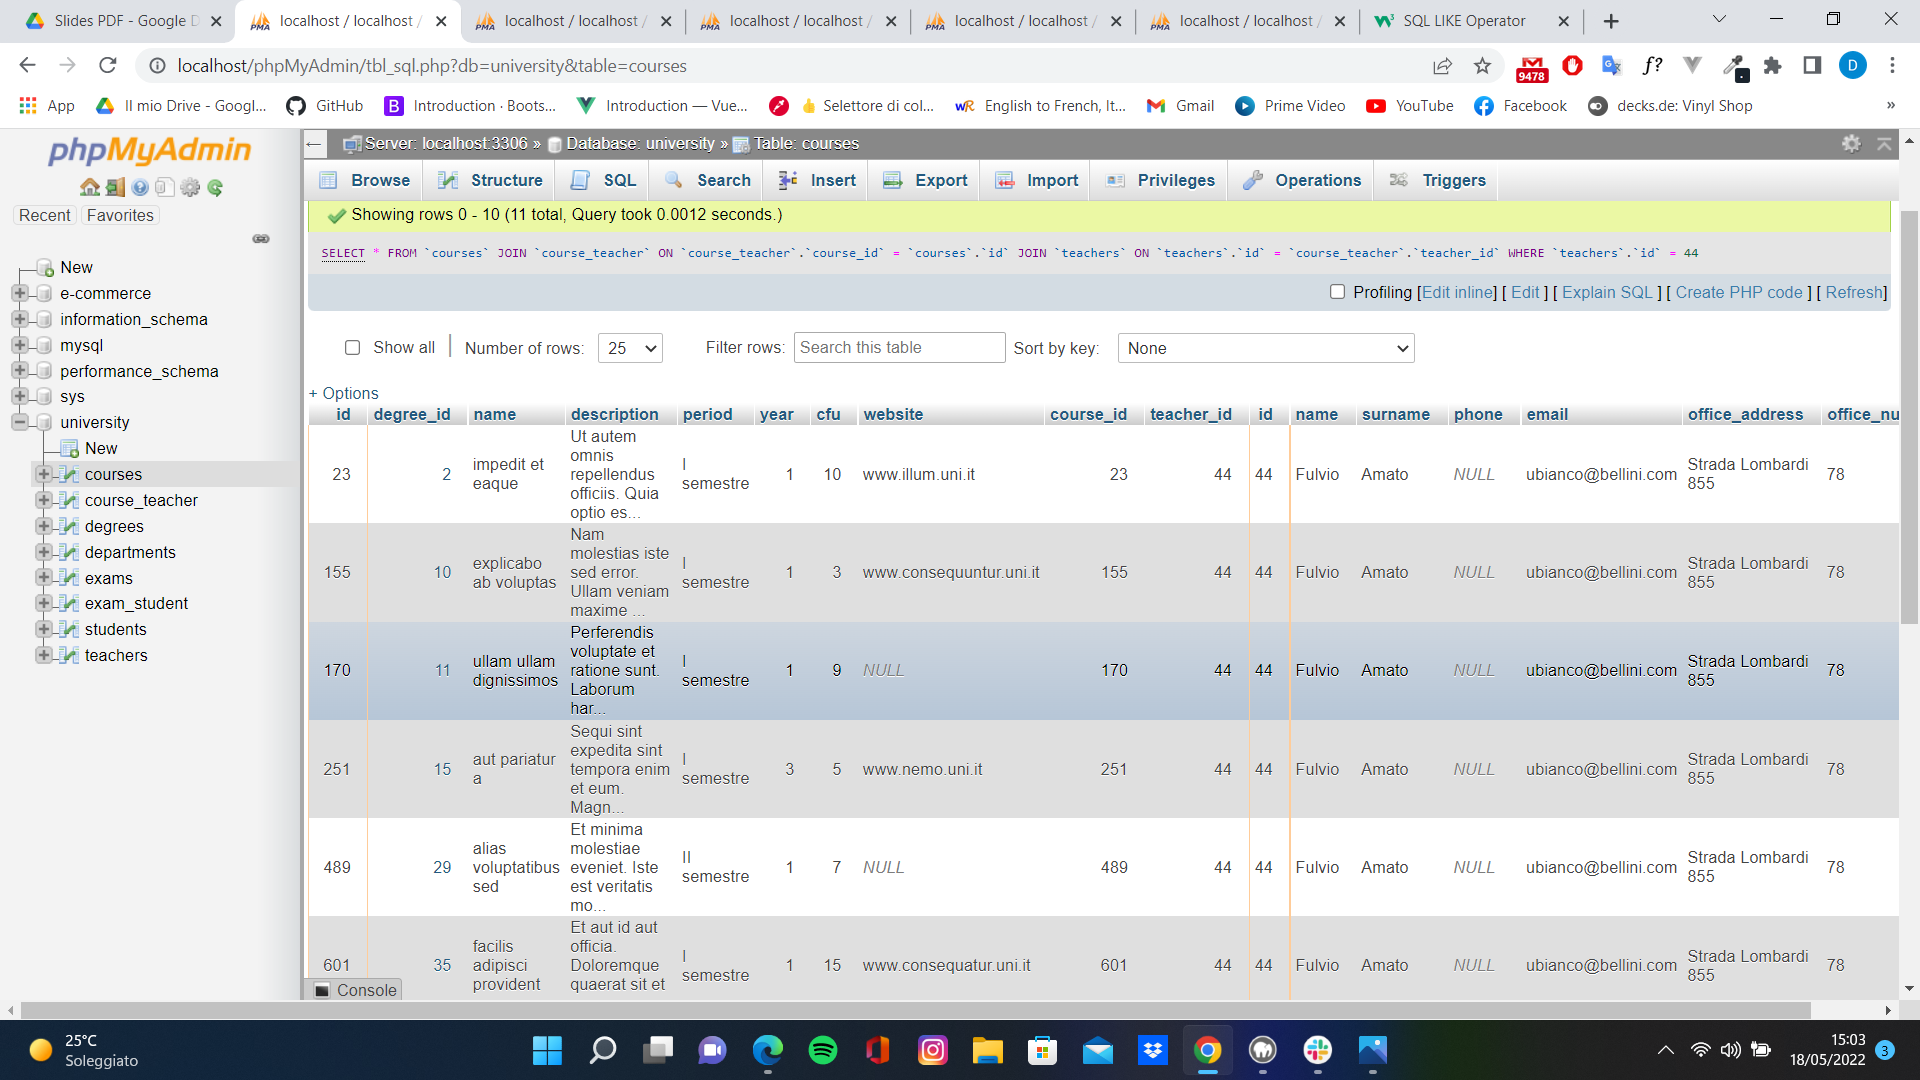 Slides PDF - Google D
localhost / localhost /
localhost / localhost /
localhost / localhost /
localhost / localhost /
localhost / localhost /
SQL LIKE Operator
localhost/phpMyAdmin/tbl_sql.php?db=university&table=courses
9478
f?
D
App
Il mio Drive - Googl...
GitHub
Introduction · Boots...
Introduction — Vue...
Selettore di col...
WR English to French, It...
Gmail
Prime Video
YouTube
Facebook
decks.de: Vinyl Shop
»
phpMyAdmin
Recent Favorites
New
e-commerce
information_schema
mysql
performance_schema
sys
university
New
courses
course_teacher
degrees
departments
exams
exam_student
students
teachers
Server: localhost:3306 » Database: university » Table: courses
Browse Structure SQL Search Insert Export Import Privileges Operations Triggers
Showing rows 0 - 10 (11 total, Query took 0.0012 seconds.)
SELECT * FROM `courses` JOIN `course_teacher` ON `course_teacher`.`course_id` = `courses`.`id` JOIN `teachers` ON `teachers`.`id` = `course_teacher`.`teacher_id` WHERE `teachers`.`id` = 44
Profiling [Edit inline] [ Edit ] [ Explain SQL ] [ Create PHP code ] [ Refresh]
Show all Number of rows: 25 Filter rows: Search this table Sort by key: None
+ Options
id degree_id name description period year cfu website course_id teacher_id id name surname phone email office_address office_nu
23 2 impedit et eaque Ut autem omnis repellendus officiis. Quia optio es... I semestre 1 10 www.illum.uni.it 23 44 44 Fulvio Amato NULL ubianco@bellini.com Strada Lombardi 855 78
155 10 explicabo ab voluptas Nam molestias iste sed error. Ullam veniam maxime ... I semestre 1 3 www.consequuntur.uni.it 155 44 44 Fulvio Amato NULL ubianco@bellini.com Strada Lombardi 855 78
170 11 ullam ullam dignissimos Perferendis voluptate et ratione sunt. Laborum har... I semestre 1 9 NULL 170 44 44 Fulvio Amato NULL ubianco@bellini.com Strada Lombardi 855 78
251 15 aut pariatur a Sequi sint expedita sint tempora enim et eum. Magn... I semestre 3 5 www.nemo.uni.it 251 44 44 Fulvio Amato NULL ubianco@bellini.com Strada Lombardi 855 78
489 29 alias voluptatibus sed Et minima molestiae eveniet. Iste est veritatis mo... II semestre 1 7 NULL 489 44 44 Fulvio Amato NULL ubianco@bellini.com Strada Lombardi 855 78
601 35 facilis adipisci provident Et aut id aut officia. Doloremque quaerat sit et I semestre 1 15 www.consequatur.uni.it 601 44 44 Fulvio Amato NULL ubianco@bellini.com Strada Lombardi 855 78
Console
25°C
Soleggiato
15:03
18/05/2022
3